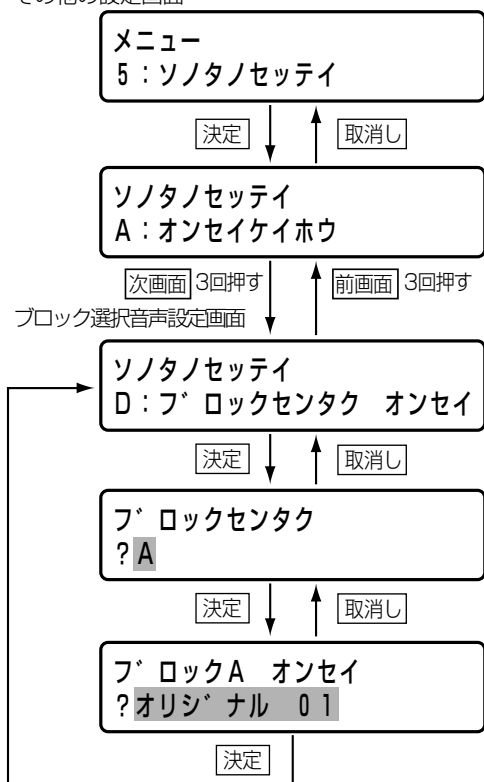 その他の設定画面
メニュー
5：ソノタノセッテイ
決定 取消し
ソノタノセッテイ
A：オンセイケイホウ
次画面 3回押す 前画面 3回押す
ブロック選択音声設定画面
ソノタノセッテイ
D：フ゛ロックセンタク オンセイ
決定 取消し
フ゛ロックセンタク
?A
決定 取消し
フ゛ロックA オンセイ
?オリシ゛ナル 01
決定